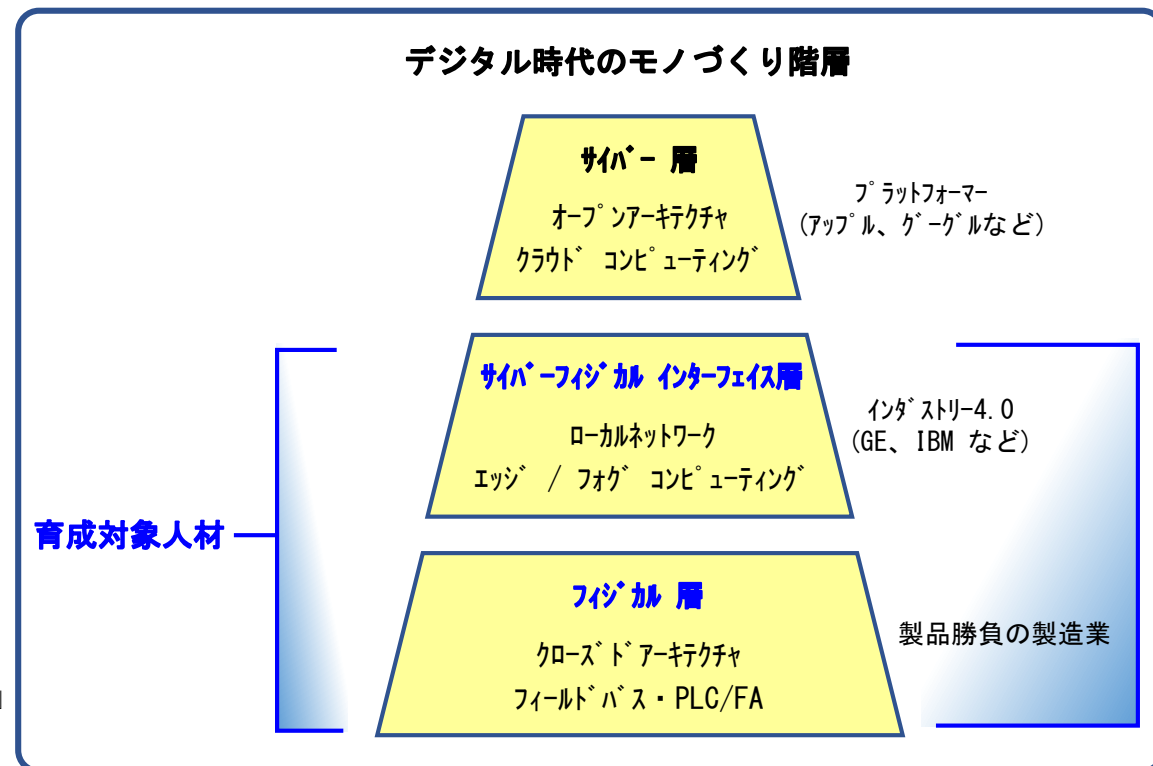 デジタル時代のモノづくり階層
ｻｲﾊﾞｰ 層
ｵｰﾌﾟﾝｱｰｷﾃｸﾁｬ
ｸﾗｳﾄﾞ ｺﾝﾋﾟｭｰﾃｨﾝｸﾞ
ﾌﾟﾗｯﾄﾌｫｰﾏｰ
(ｱｯﾌﾟﾙ、ｸﾞｰｸﾞﾙなど)
ｻｲﾊﾞｰﾌｨｼﾞｶﾙ ｲﾝﾀｰﾌｪｲｽ層
ﾛｰｶﾙﾈｯﾄﾜｰｸ
ｴｯｼﾞ / ﾌｫｸﾞ ｺﾝﾋﾟｭｰﾃｨﾝｸﾞ
ｲﾝﾀﾞｽﾄﾘｰ4.0
(GE、IBM など)
育成対象人材
ﾌｨｼﾞｶﾙ 層
ｸﾛｰｽﾞﾄﾞｱｰｷﾃｸﾁｬ
ﾌｨｰﾙﾄﾞﾊﾞｽ・PLC/FA
製品勝負の製造業